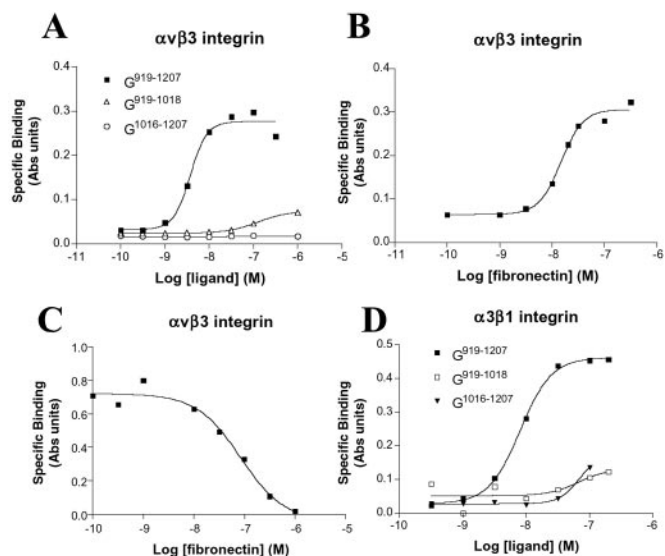 A
αvβ3 integrin
G919-1207
G919-1018
G1016-1207
Specific Binding
(Abs units)
0.4
0.3
0.2
0.1
0.0
-11 -10 -9 -8 -7 -6 -5
Log [ligand] (M)
B
αvβ3 integrin
Specific Binding
(Abs units)
0.4
0.3
0.2
0.1
0.0
-11 -10 -9 -8 -7 -6
Log [fibronectin] (M)
C
αvβ3 integrin
Specific Binding
(Abs units)
1.0
0.8
0.6
0.4
0.2
0.0
-10 -9 -8 -7 -6 -5
Log [fibronectin] (M)
D
α3β1 integrin
G919-1207
G919-1018
G1016-1207
Specific Binding
(Abs units)
0.5
0.4
0.3
0.2
0.1
0.0
-10 -9 -8 -7 -6
Log [ligand] (M)